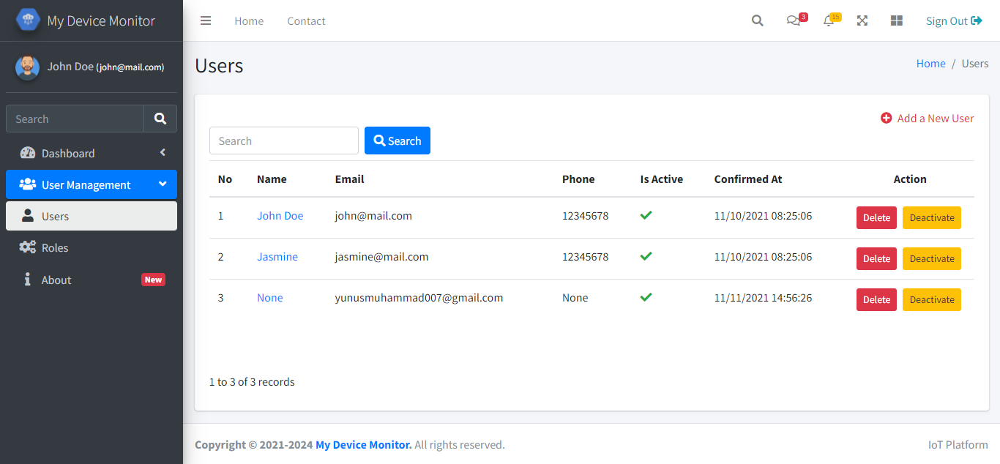 My Device Monitor
Home Contact 3 15 Sign Out
John Doe (john@mail.com)
Users
Home / Users
Search
Dashboard
User Management
Users
Roles
About New
Add a New User
Search Search
No Name Email Phone Is Active Confirmed At Action
1 John Doe john@mail.com 12345678 11/10/2021 08:25:06 Delete Deactivate
2 Jasmine jasmine@mail.com 12345678 11/10/2021 08:25:06 Delete Deactivate
3 None yunusmuhammad007@gmail.com None 11/11/2021 14:56:26 Delete Deactivate
1 to 3 of 3 records
Copyright © 2021-2024 My Device Monitor. All rights reserved. IoT Platform